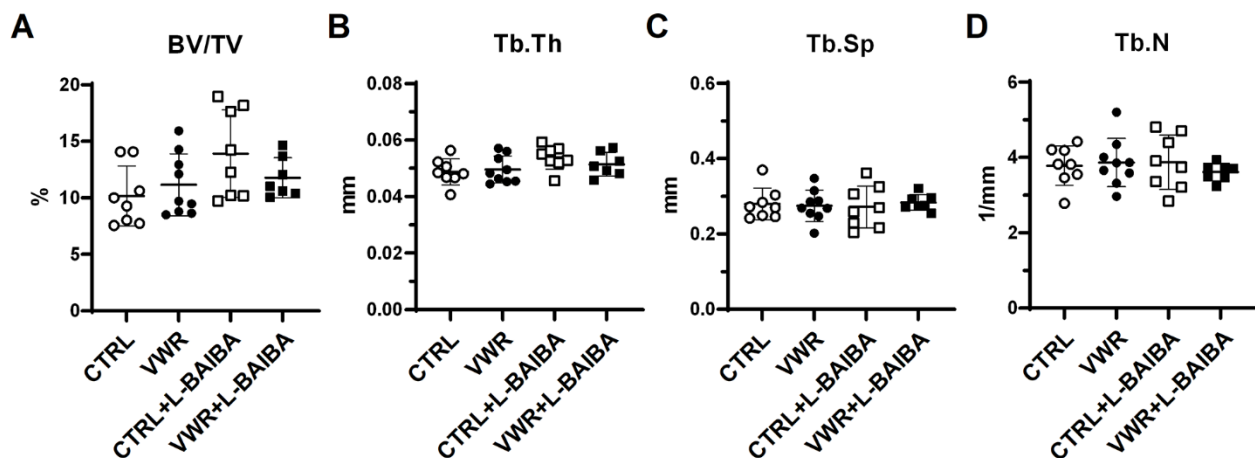 A
BV/TV
%
20
15
10
5
0
CTRL
VWR
CTRL+L-BAIBA
VWR+L-BAIBA
B
Tb.Th
mm
0.08
0.06
0.04
0.02
0.00
CTRL
VWR
CTRL+L-BAIBA
VWR+L-BAIBA
C
Tb.Sp
mm
0.6
0.4
0.2
0.0
CTRL
VWR
CTRL+L-BAIBA
VWR+L-BAIBA
D
Tb.N
1/mm
6
4
2
0
CTRL
VWR
CTRL+L-BAIBA
VWR+L-BAIBA